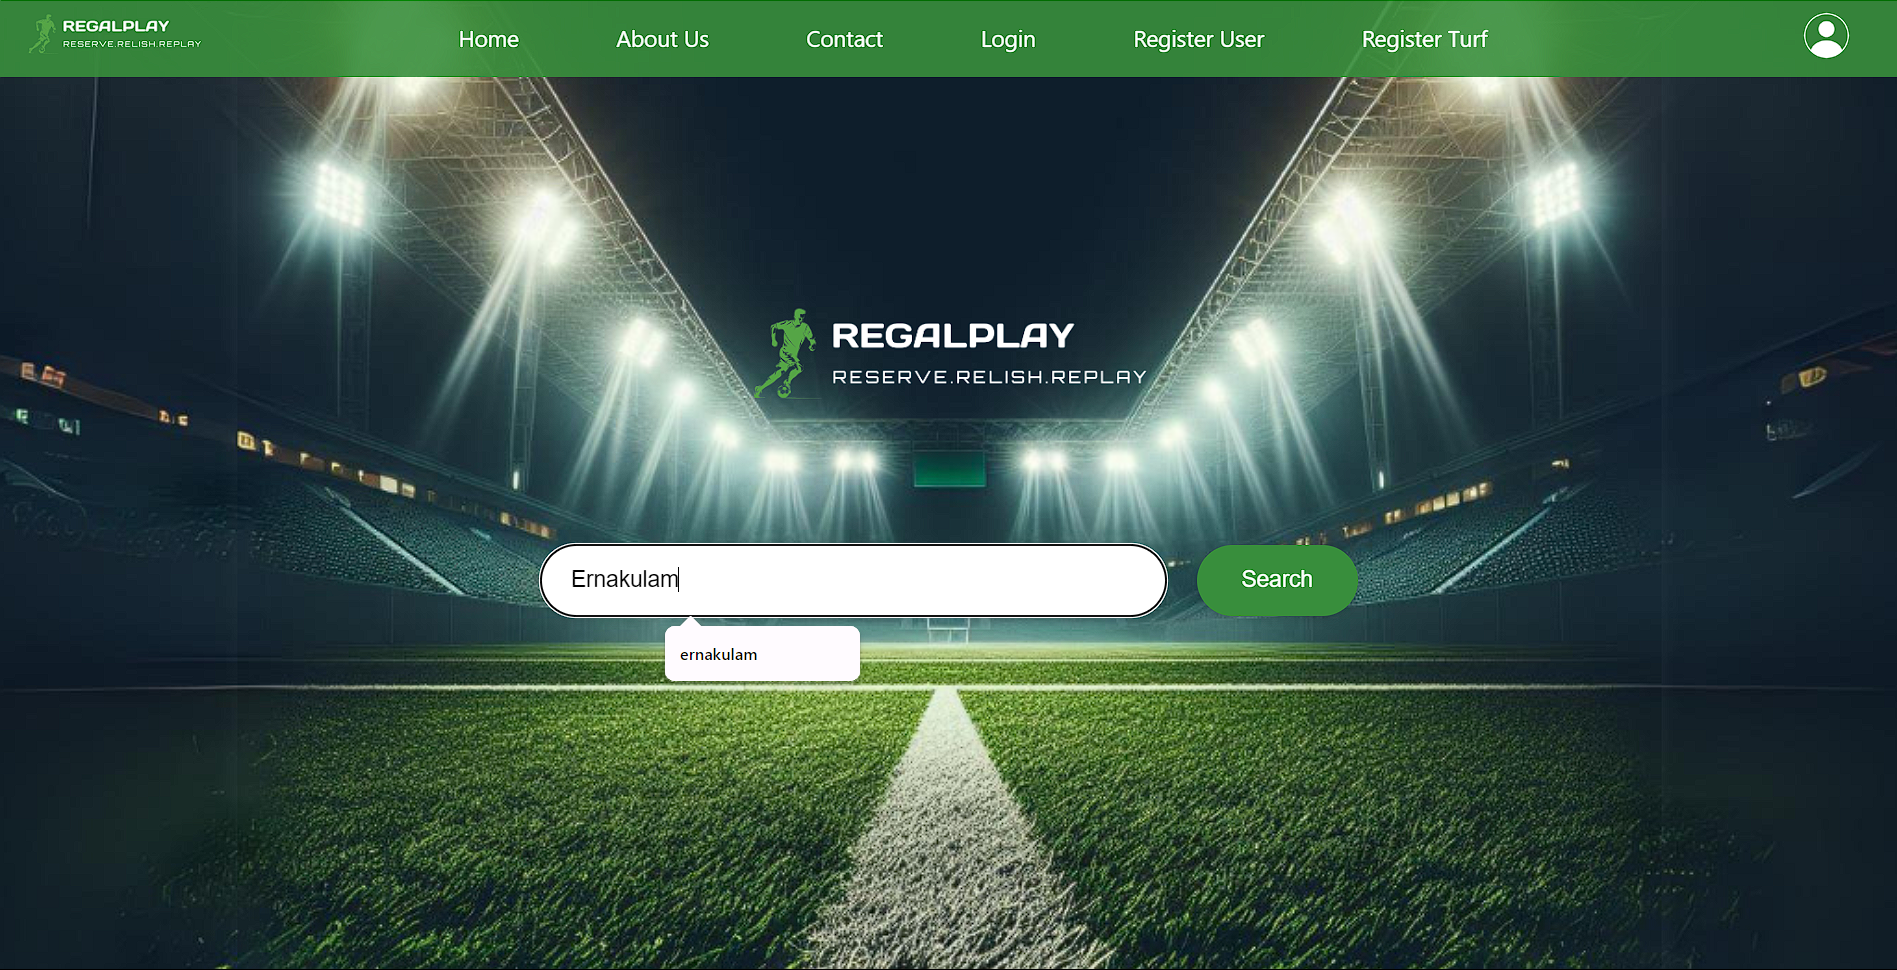 REGALPLAY
RESERVE.RELISH.REPLAY
Home About Us Contact Login Register User Register Turf
REGALPLAY
RESERVE.RELISH.REPLAY
Ernakulam
Search
ernakulam